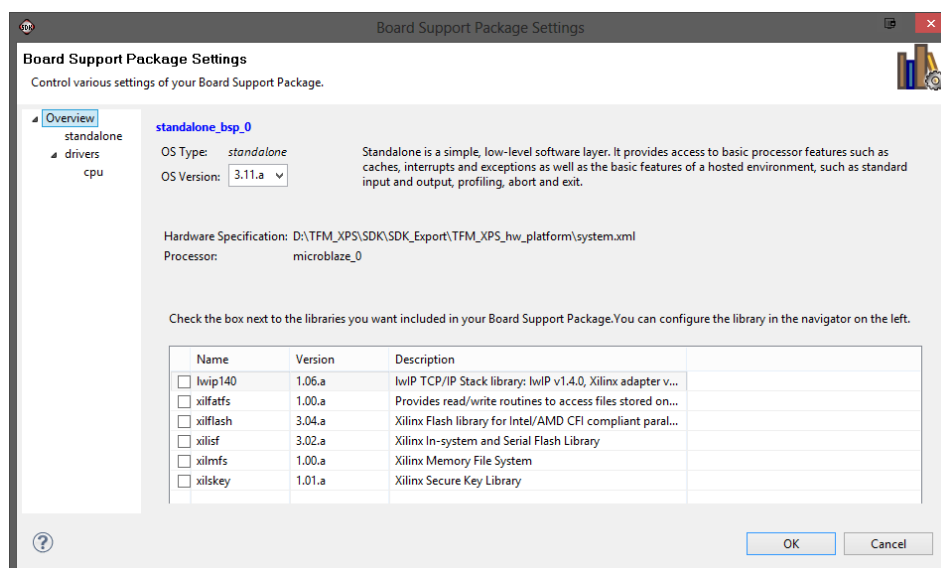 SDK
Board Support Package Settings
Board Support Package Settings
Control various settings of your Board Support Package.
Overview
standalone
drivers
cpu
standalone_bsp_0
OS Type: standalone
OS Version: 3.11.a
Standalone is a simple, low-level software layer. It provides access to basic processor features such as
caches, interrupts and exceptions as well as the basic features of a hosted environment, such as standard
input and output, profiling, abort and exit.
Hardware Specification: D:\TFM_XPS\SDK\SDK_Export\TFM_XPS_hw_platform\system.xml
Processor: microblaze_0
Check the box next to the libraries you want included in your Board Support Package.You can configure the library in the navigator on the left.
Name Version Description
lwip140 1.06.a lwIP TCP/IP Stack library: lwIP v1.4.0, Xilinx adapter v...
xilfatfs 1.00.a Provides read/write routines to access files stored on...
xilflash 3.04.a Xilinx Flash library for Intel/AMD CFI compliant paral...
xilisf 3.02.a Xilinx In-system and Serial Flash Library
xilmfs 1.00.a Xilinx Memory File System
xilskey 1.01.a Xilinx Secure Key Library
?
OK Cancel